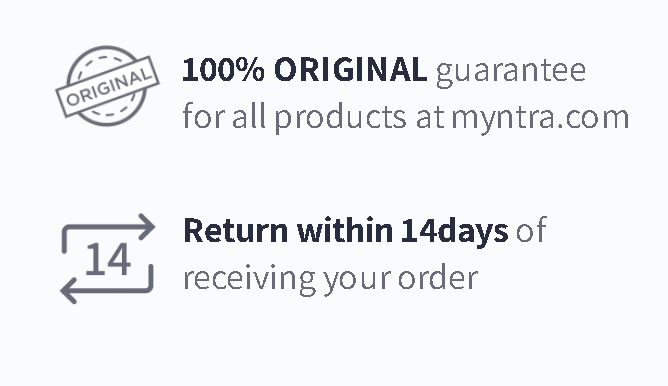 ORIGINAL
100% ORIGINAL guarantee
for all products at myntra.com
14
Return within 14days of
receiving your order